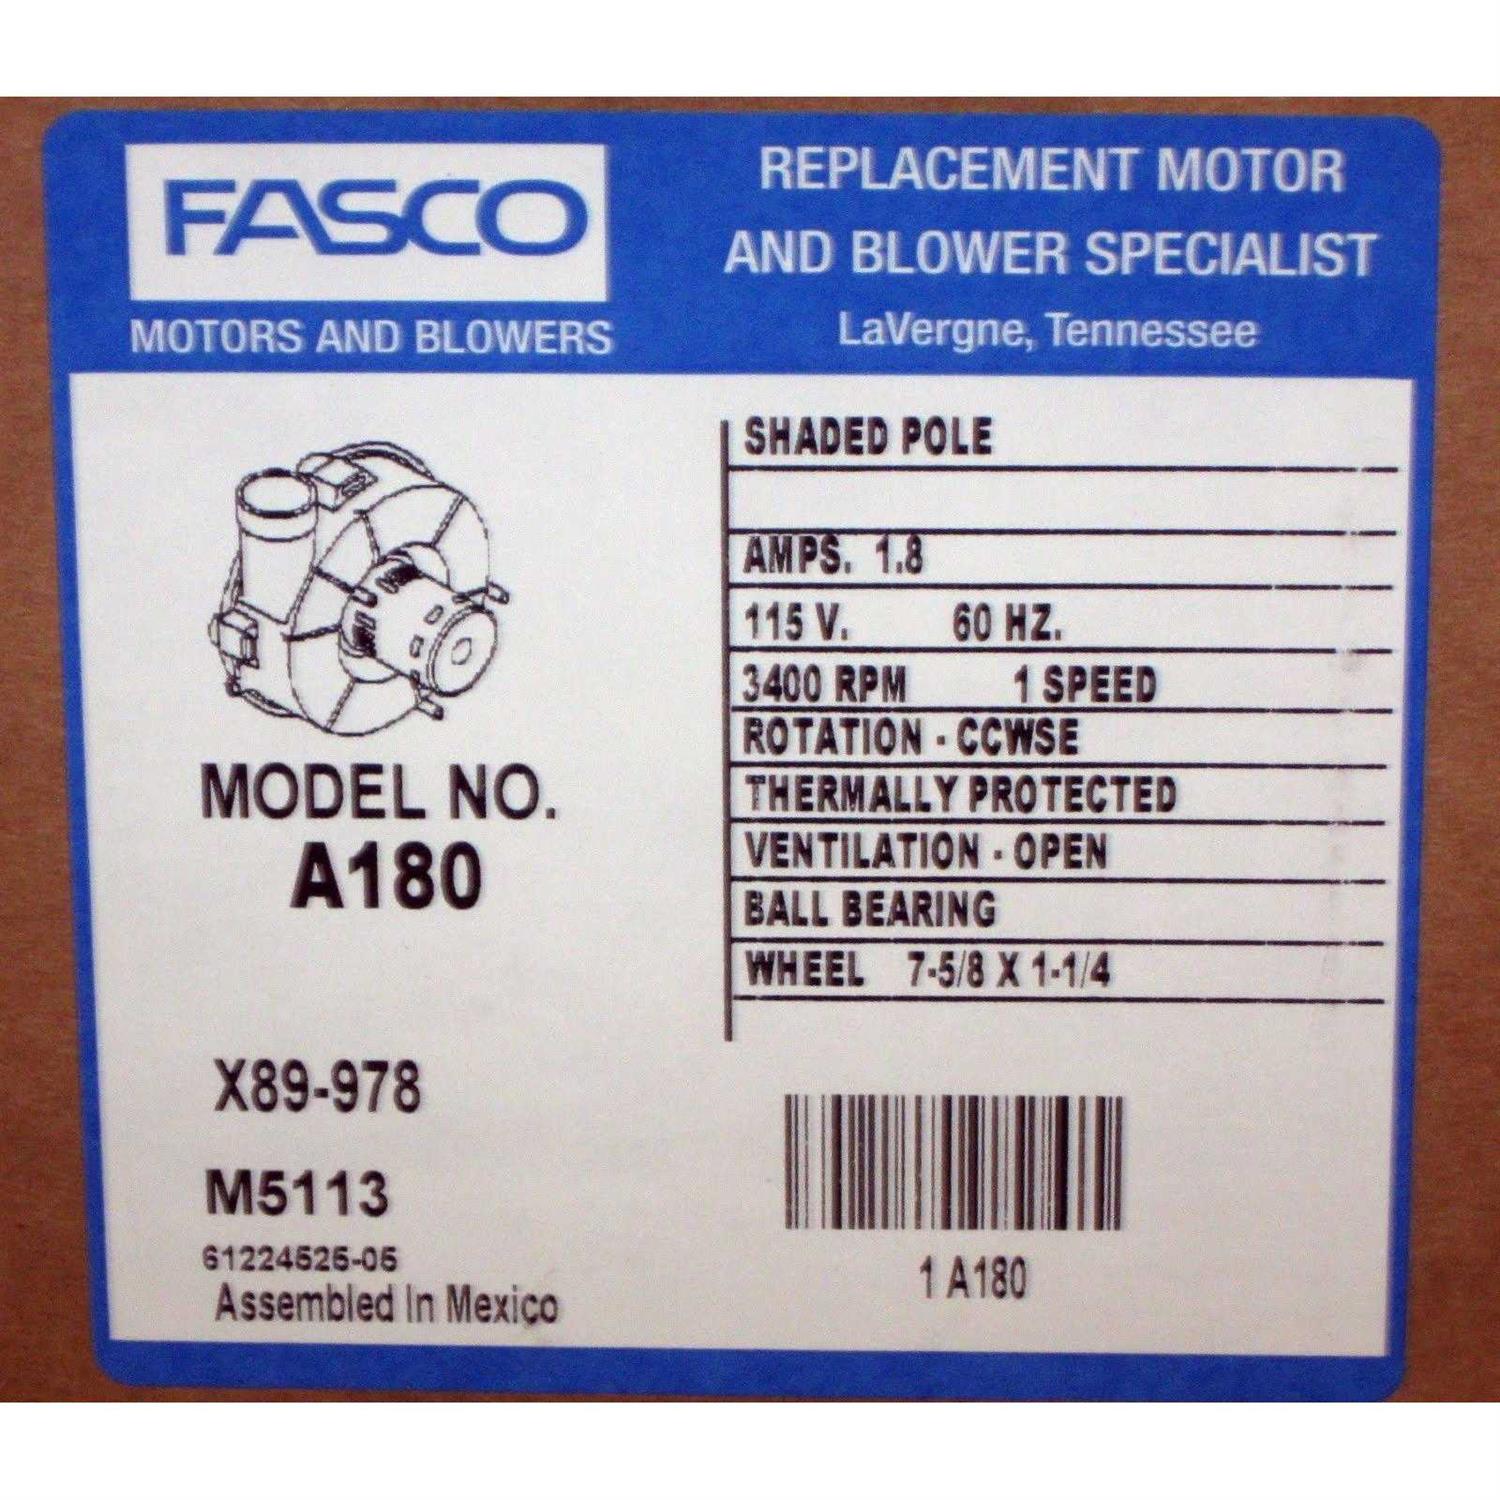 FASCO
MOTORS AND BLOWERS
REPLACEMENT MOTOR
AND BLOWER SPECIALIST
LaVergne, Tennessee
MODEL NO.
A180
X89-978
M5113
61224525-05
Assembled In Mexico
SHADED POLE
AMPS. 1.8
115 V. 60 HZ.
3400 RPM 1 SPEED
ROTATION - CCWSE
THERMALLY PROTECTED
VENTILATION - OPEN
BALL BEARING
WHEEL 7-5/8 X 1-1/4
1 A180